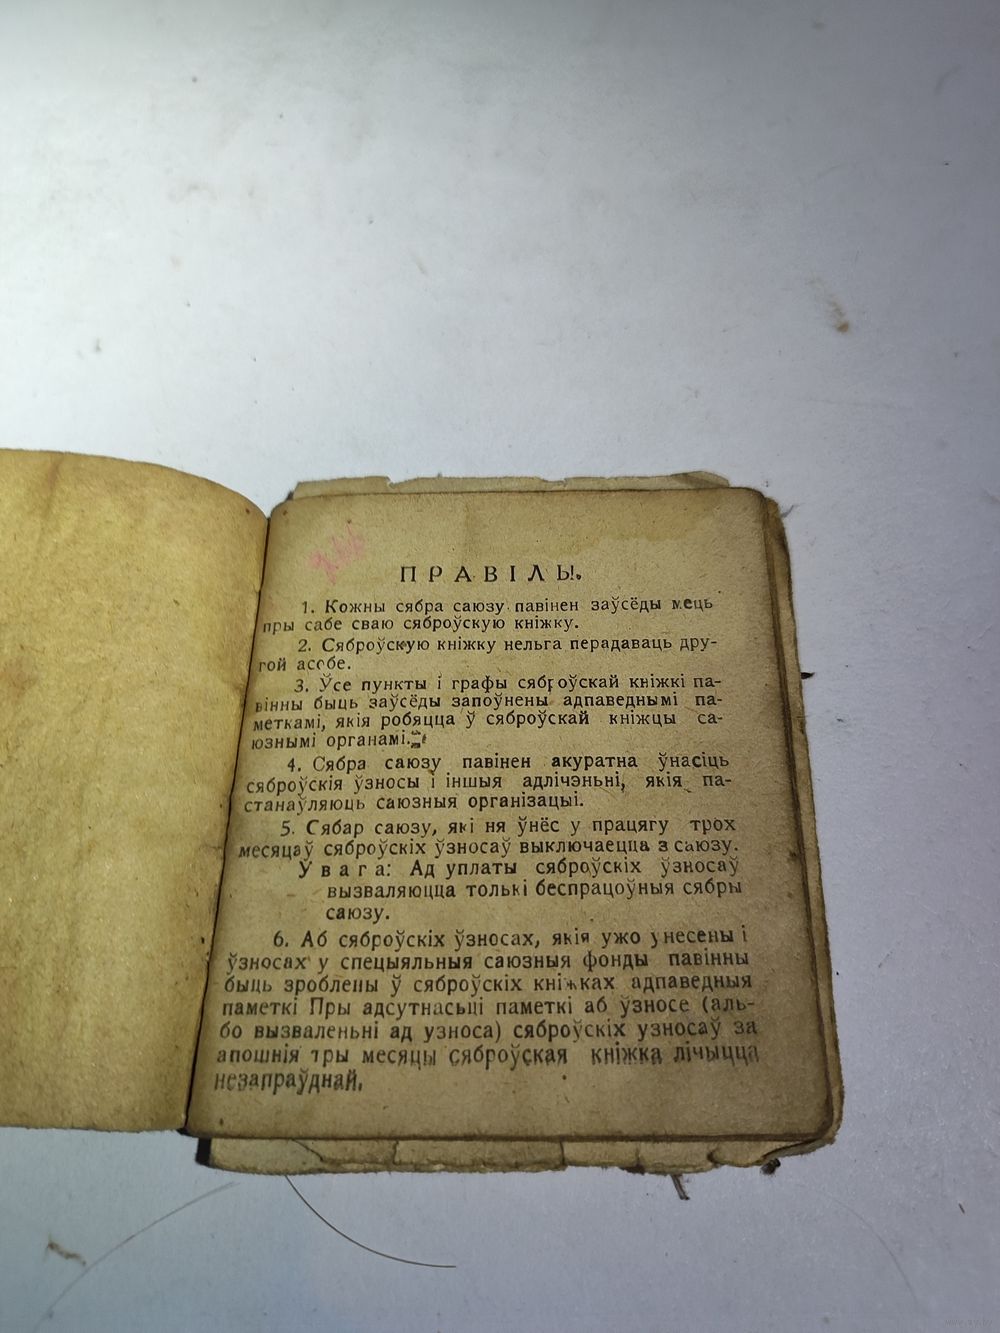 ПРАВІЛЫ.
1. Кожны сябра саюзу павінен заўсёды мець
пры сабе сваю сяброўскую кніжку.
2. Сяброўскую кніжку нельга перадаваць дру-
гой асобе.
3. Ўсе пункты і графы сяброўскай кніжкі па-
вінны быць заўсёды запоўнены адпаведнымі па-
меткамі, якія робяцца ў сяброўскай кніжцы са-
юзнымі органамі.
4. Сябра саюзу павінен акуратна ўнасіць
сяброўскія ўзносы і іншыя адлічэньні, якія па-
станаўляюць саюзныя організацыі.
5. Сябар саюзу, які ня ўнёс у працягу трох
месяцаў сяброўскіх ўзносаў выключаецца з саюзу.
Увага: Ад уплаты сяброўскіх ўзносаў
вызваляюцца толькі беспрацоўныя сябры
саюзу.
6. Аб сяброўскіх ўзносах, якія ужо унесены і
ўзносах у спецыяльныя саюзныя фонды павінны
быць зроблены ў сяброўскіх кніжках адпаведныя
паметкі Пры адсутнасьці паметкі аб ўзносе (аль-
бо вызваленьні ад узноса) сяброўскіх узносаў за
апошнія тры месяцы сяброўская кніжка лічыцца
незапраўднай.